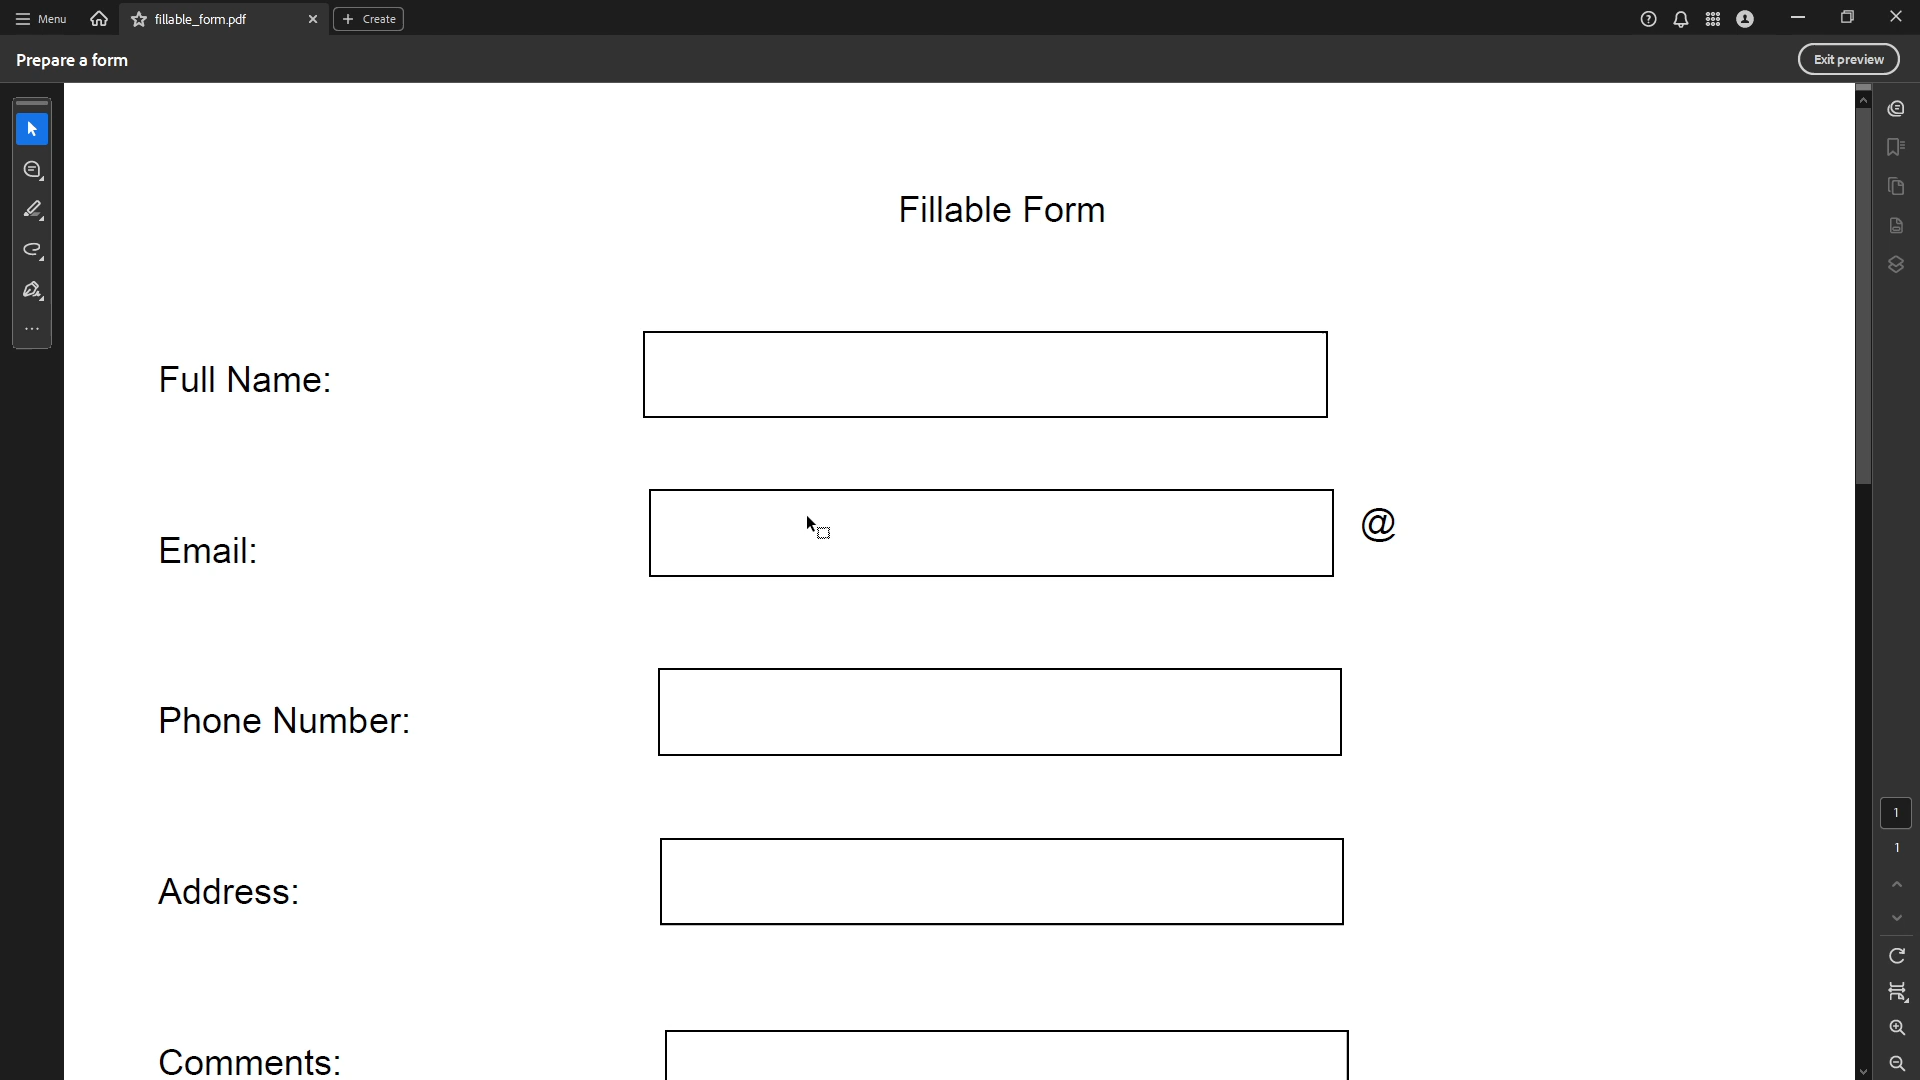 Menu
fillable_form.pdf
Create
Prepare a form
Exit preview
Fillable Form
Full Name:
Email:
@
Phone Number:
Address:
Comments:
1
1